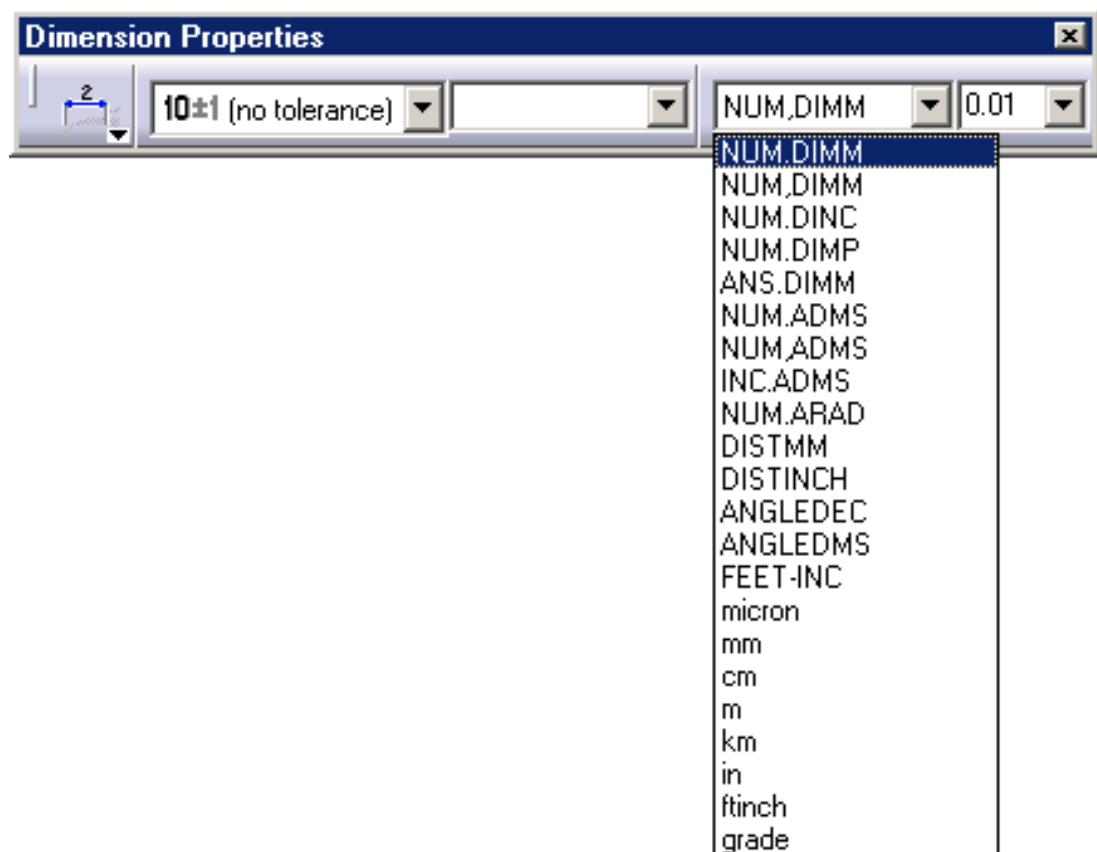 Dimension Properties
2 10±1 (no tolerance) NUM,DIMM 0.01
NUM.DIMM
NUM,DIMM
NUM.DINC
NUM.DIMP
ANS.DIMM
NUM.ADMS
NUM,ADMS
INC.ADMS
NUM.ARAD
DISTMM
DISTINCH
ANGLEDEC
ANGLEDMS
FEET-INC
micron
mm
cm
m
km
in
ftinch
grade